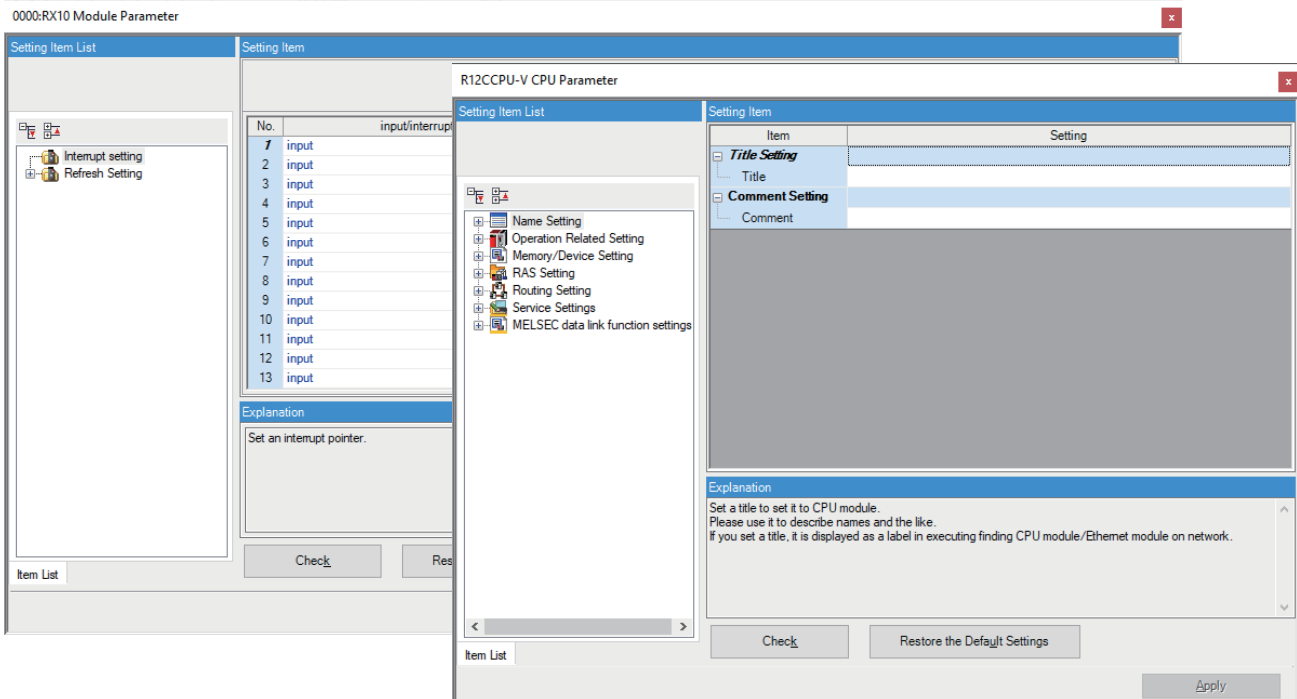 0000:RX10 Module Parameter
x
Setting Item List
Setting Item
Interrupt setting
Refresh Setting
No. input/interrupt
1 input
2 input
3 input
4 input
5 input
6 input
7 input
8 input
9 input
10 input
11 input
12 input
13 input
Explanation
Set an interrupt pointer.
Check Res
Item List
R12CCPU-V CPU Parameter
x
Setting Item List
Setting Item
Name Setting
Operation Related Setting
Memory/Device Setting
RAS Setting
Routing Setting
Service Settings
MELSEC data link function settings
Item Setting
Title Setting
Title
Comment Setting
Comment
Explanation
Set a title to set it to CPU module.
Please use it to describe names and the like.
If you set a title, it is displayed as a label in executing finding CPU module/Ethernet module on network.
Check Restore the Default Settings
Item List
Apply